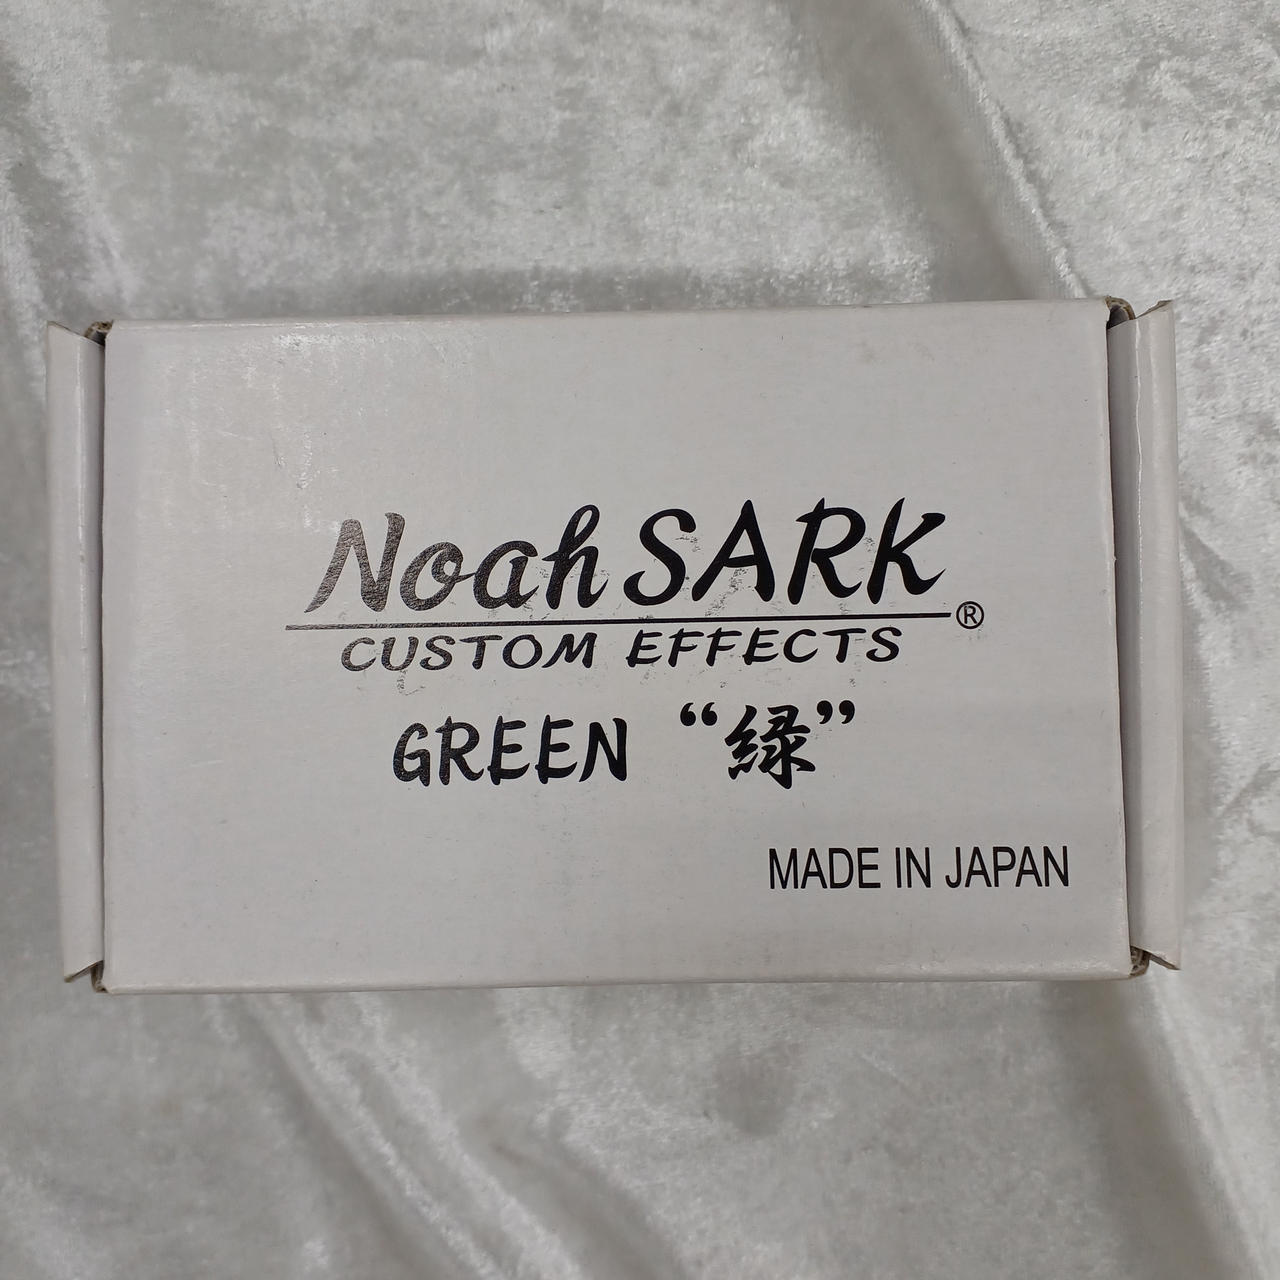 Noah SARK
®
CUSTOM EFFECTS
GREEN “緑”
MADE IN JAPAN